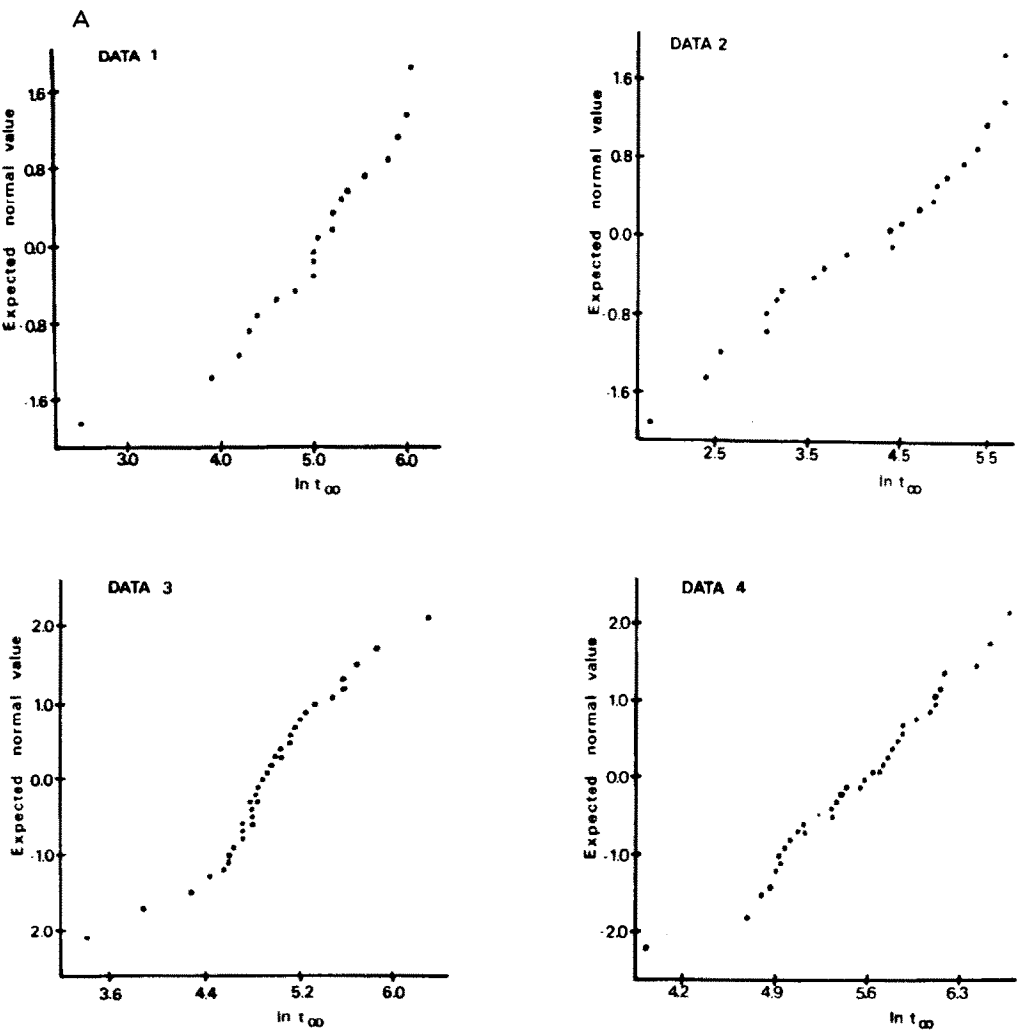 A
DATA 1
Expected normal value
1.6
0.8
0.0
-0.8
-1.6
3.0
4.0
5.0
6.0
ln t∞
DATA 2
Expected normal value
1.6
0.8
0.0
-0.8
-1.6
2.5
3.5
4.5
5.5
ln t∞
DATA 3
Expected normal value
2.0
1.0
0.0
-1.0
2.0
3.6
4.4
5.2
6.0
ln t∞
DATA 4
Expected normal value
2.0
1.0
0.0
-1.0
-2.0
4.2
4.9
5.6
6.3
ln t∞